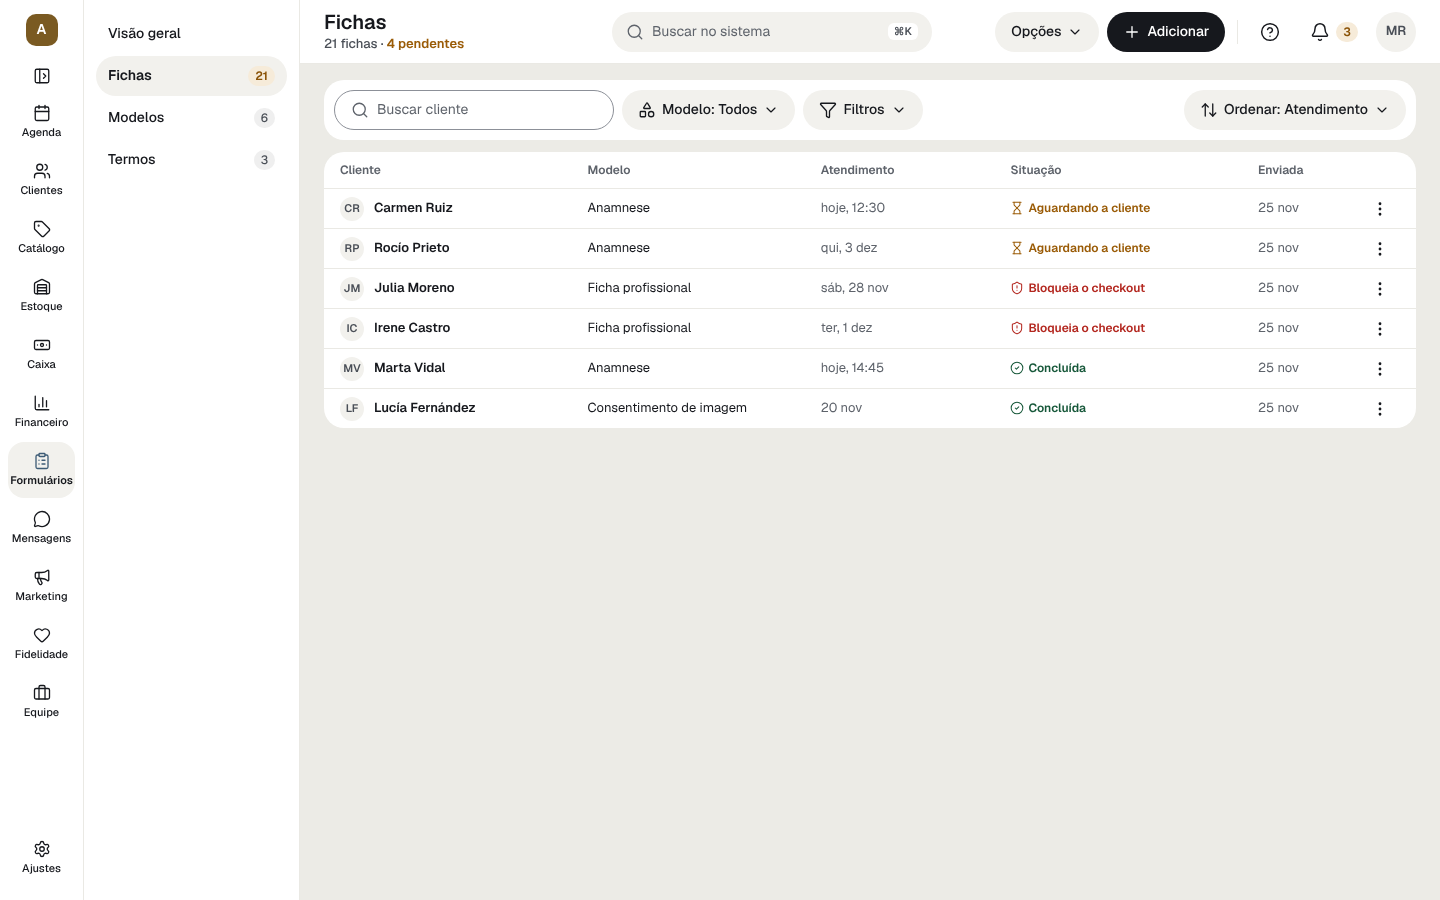 A
Agenda
Clientes
Catálogo
Estoque
Caixa
Financeiro
Formulários
Mensagens
Marketing
Fidelidade
Equipe
Ajustes
Visão geral
Fichas 21
Modelos 6
Termos 3
Fichas
21 fichas · 4 pendentes
Buscar no sistema ⌘K
Opções
Adicionar
3
MR
Buscar cliente
Modelo: Todos
Filtros
Ordenar: Atendimento
Cliente Modelo Atendimento Situação Enviada
CR Carmen Ruiz Anamnese hoje, 12:30 Aguardando a cliente 25 nov
RP Rocío Prieto Anamnese qui, 3 dez Aguardando a cliente 25 nov
JM Julia Moreno Ficha profissional sáb, 28 nov Bloqueia o checkout 25 nov
IC Irene Castro Ficha profissional ter, 1 dez Bloqueia o checkout 25 nov
MV Marta Vidal Anamnese hoje, 14:45 Concluída 25 nov
LF Lucía Fernández Consentimento de imagem 20 nov Concluída 25 nov